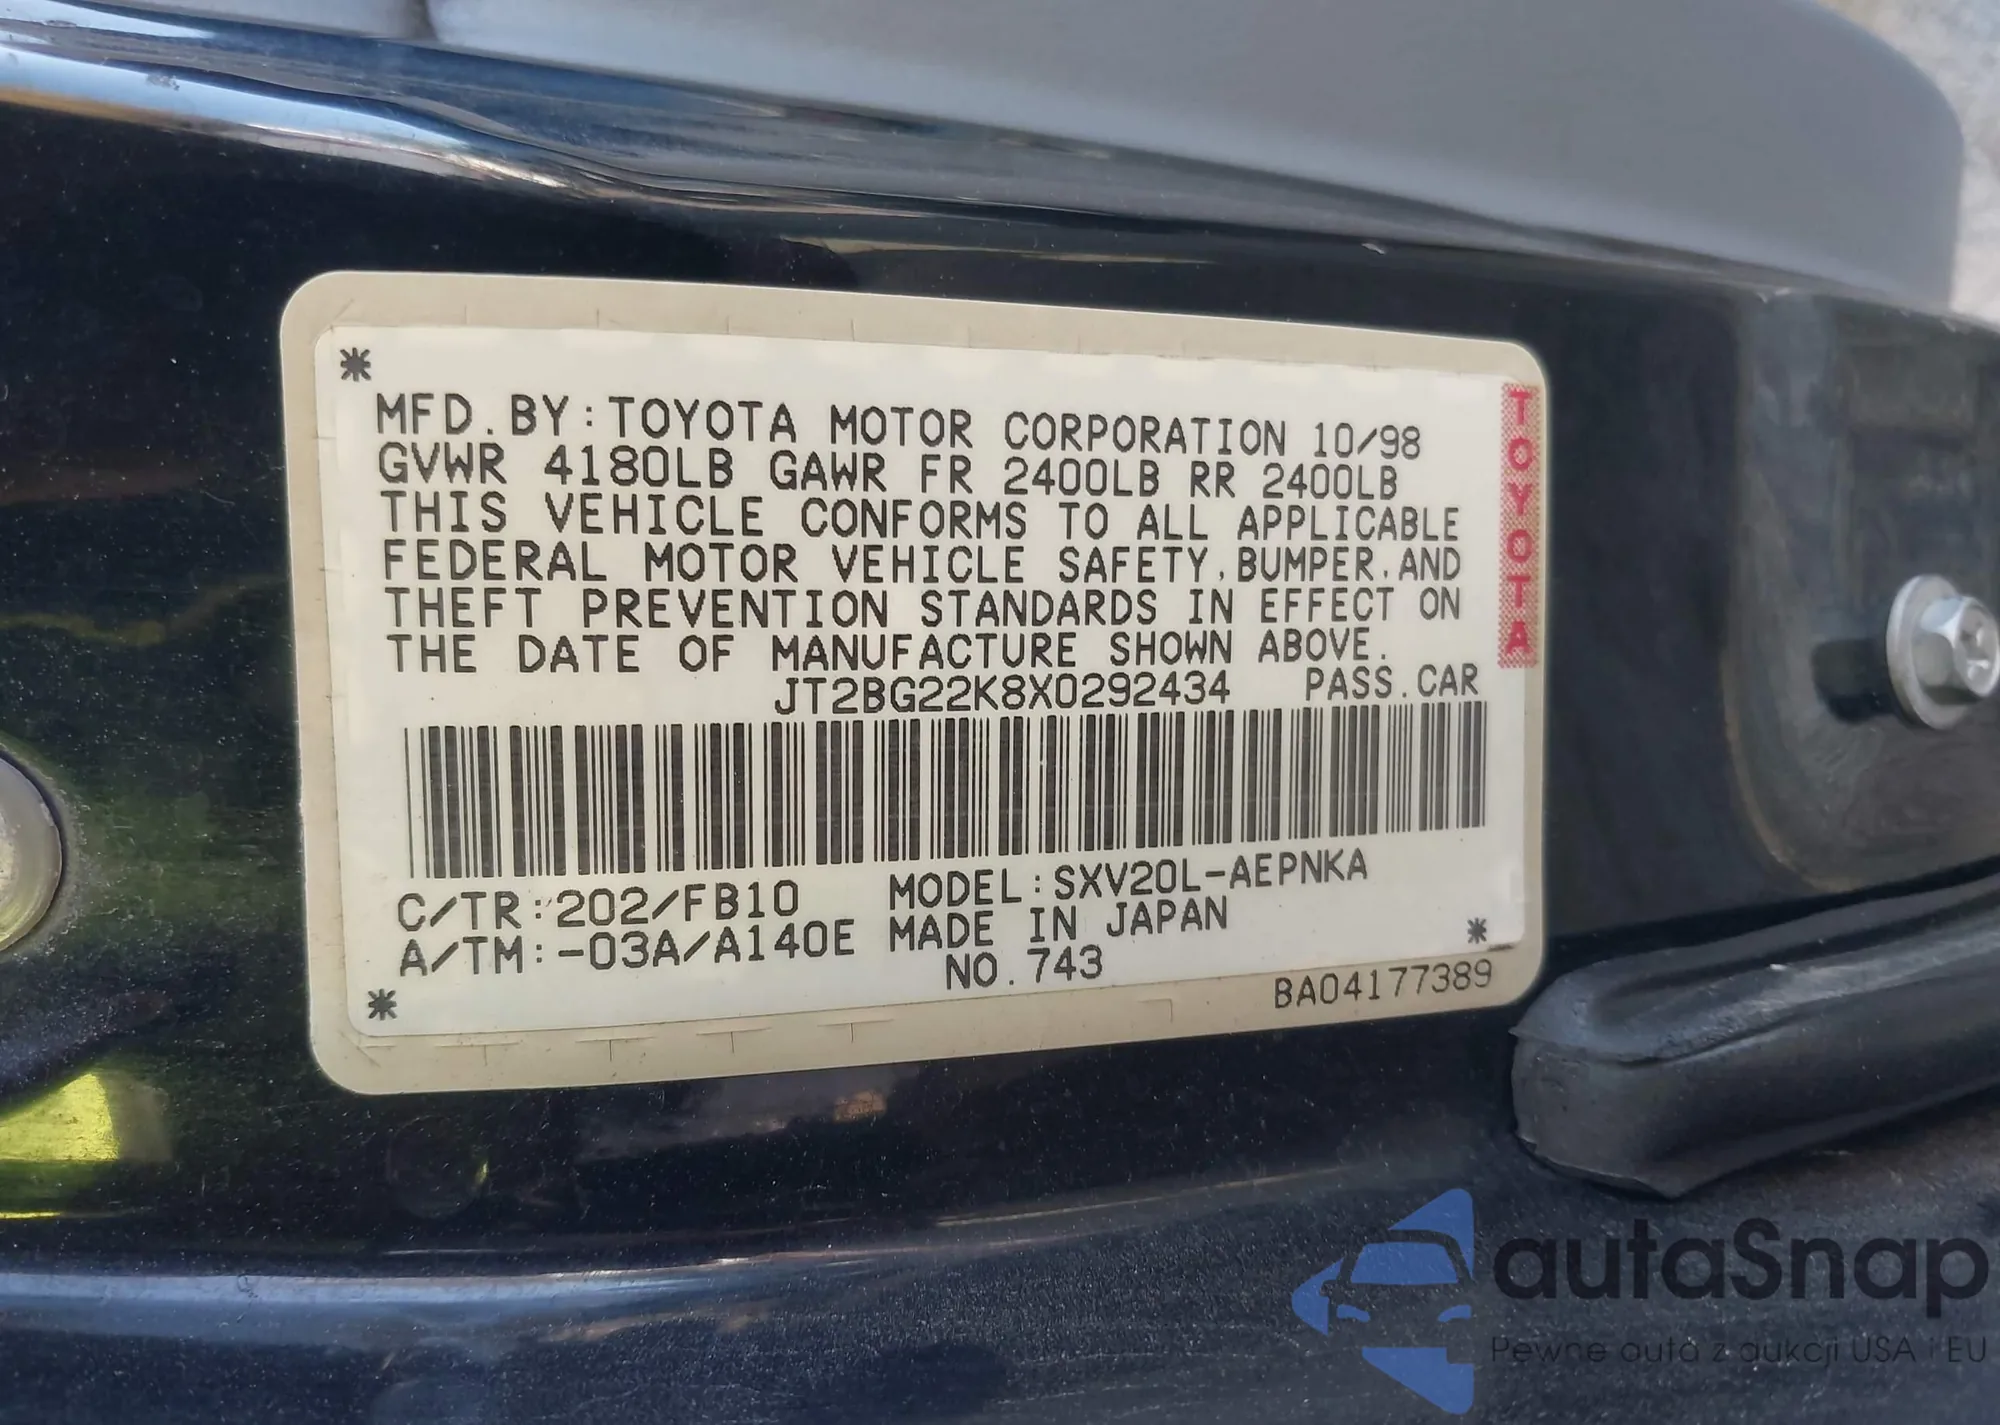 MFD.BY:TOYOTA MOTOR CORPORATION 10/98
GVWR 4180LB GAWR FR 2400LB RR 2400LB
THIS VEHICLE CONFORMS TO ALL APPLICABLE
FEDERAL MOTOR VEHICLE SAFETY,BUMPER,AND
THEFT PREVENTION STANDARDS IN EFFECT ON
THE DATE OF MANUFACTURE SHOWN ABOVE.
JT2BG22K8X0292434 PASS.CAR
C/TR:202/FB10 MODEL:SXV20L-AEPNKA
A/TM:-03A/A140E MADE IN JAPAN
NO.743
BA04177389
TOYOTA
autaSnap
Pewne auta z aukcji USA i EU